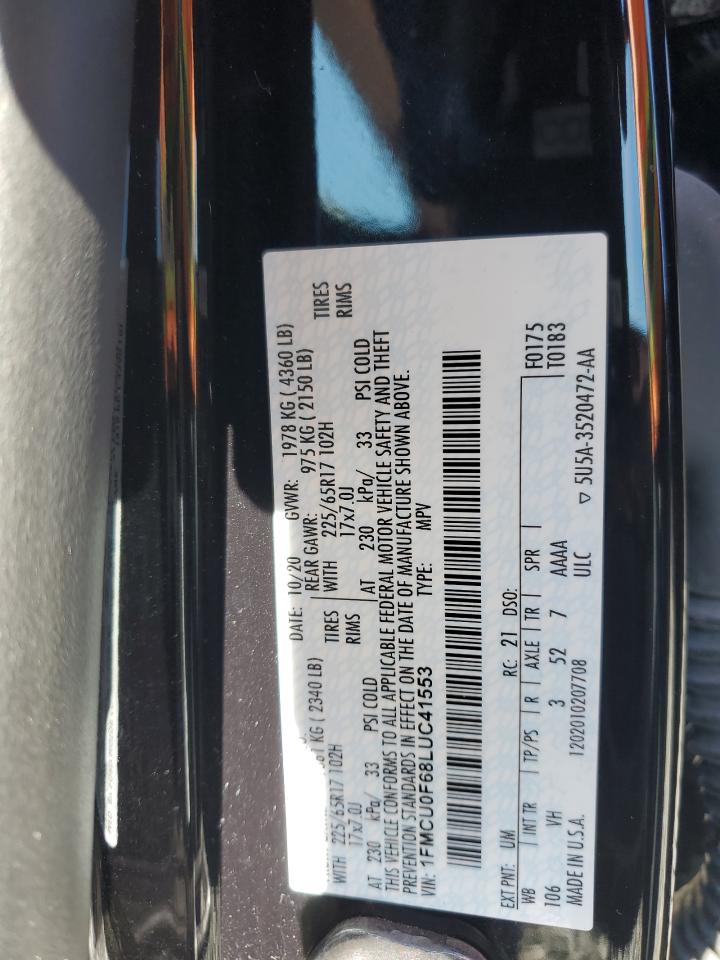 DATE: 10/20 GVWR: 1978 KG ( 4360 LB)
KG ( 2340 LB) REAR GAWR: 975 KG ( 2150 LB)
WITH 225/65R17 102H TIRES WITH 225/65R17 102H TIRES
17x7.0J RIMS 17x7.0J RIMS
AT 230 kPa/ 33 PSI COLD AT 230 kPa/ 33 PSI COLD
THIS VEHICLE CONFORMS TO ALL APPLICABLE FEDERAL MOTOR VEHICLE SAFETY AND THEFT
PREVENTION STANDARDS IN EFFECT ON THE DATE OF MANUFACTURE SHOWN ABOVE.
VIN: 1FMCU0F68LUC41553 TYPE: MPV
EXT PNT: UM RC: 21 DSO:
WB INT TR TP/PS R AXLE TR SPR F0175
106 VH 3 52 7 AAAA T0183
MADE IN U.S.A. 1202010207708 ULC ▽ 5U5A-3520472-AA